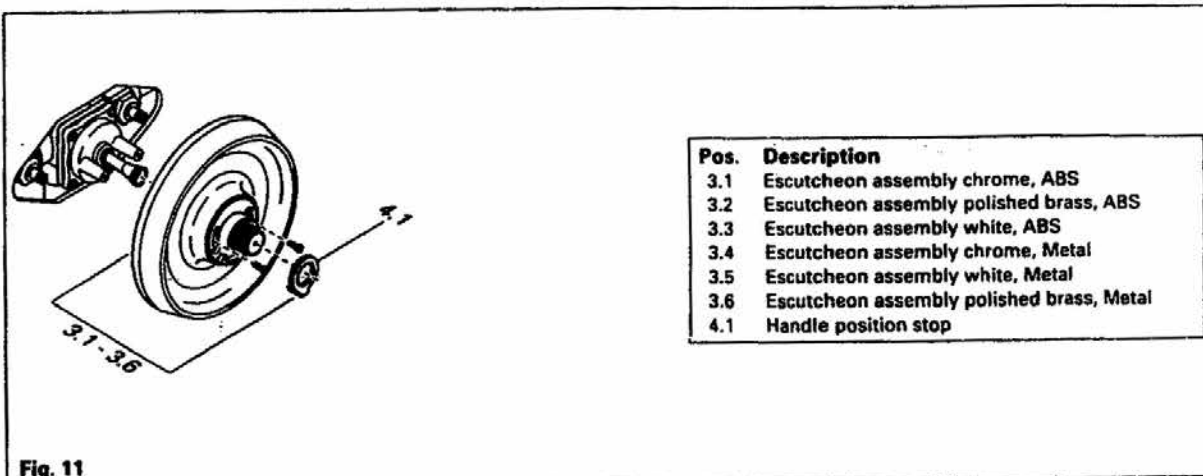 4.1
3.1 - 3.6
Pos. Description
3.1 Escutcheon assembly chrome, ABS
3.2 Escutcheon assembly polished brass, ABS
3.3 Escutcheon assembly white, ABS
3.4 Escutcheon assembly chrome, Metal
3.5 Escutcheon assembly white, Metal
3.6 Escutcheon assembly polished brass, Metal
4.1 Handle position stop
Fig. 11